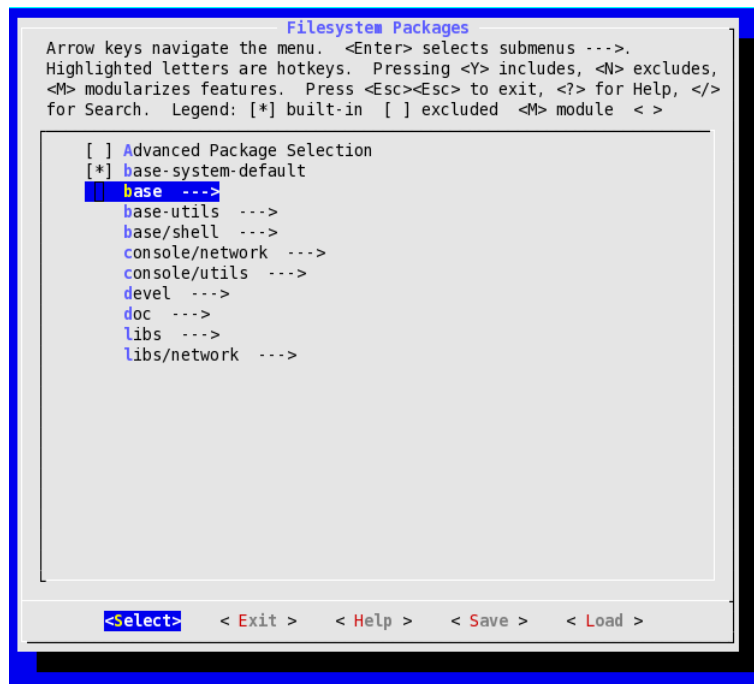 Filesystem Packages
Arrow keys navigate the menu.  <Enter> selects submenus --->.
Highlighted letters are hotkeys.  Pressing <Y> includes, <N> excludes,
<M> modularizes features.  Press <Esc><Esc> to exit, <?> for Help, </>
for Search.  Legend: [*] built-in  [ ] excluded  <M> module  < >
[ ] Advanced Package Selection
[*] base-system-default
base  --->
base-utils  --->
base/shell  --->
console/network  --->
console/utils  --->
devel  --->
doc  --->
libs  --->
libs/network  --->
<Select>    < Exit >    < Help >    < Save >    < Load >